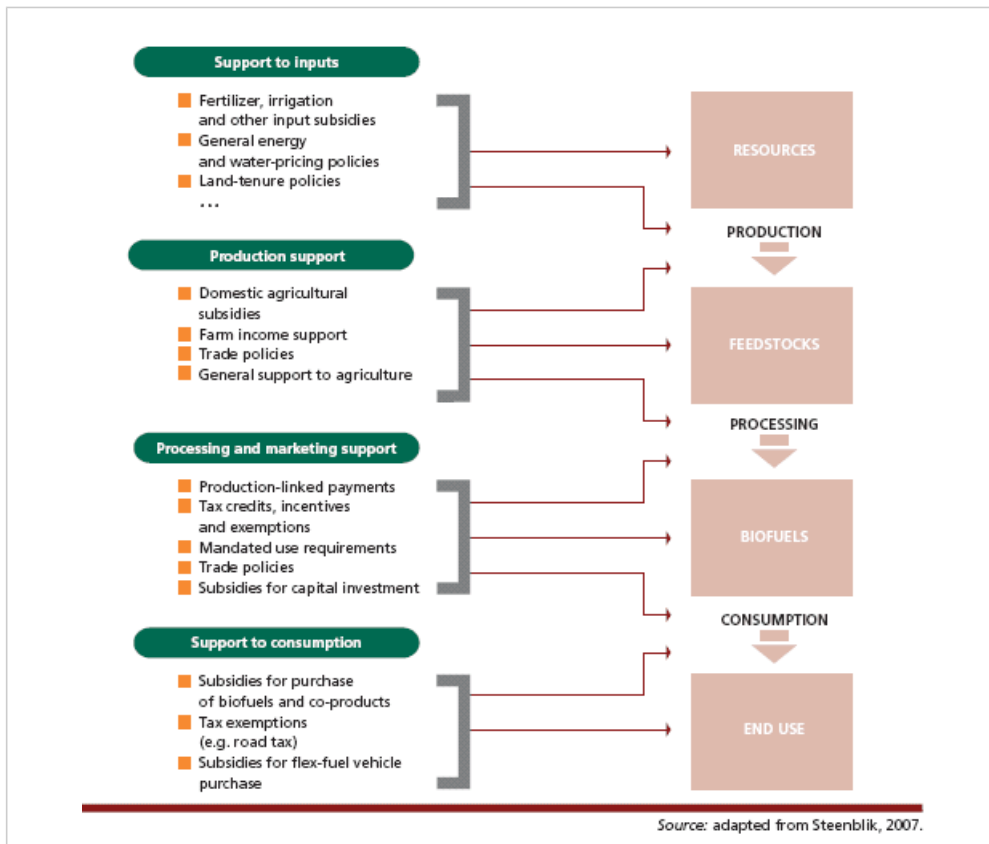 Support to inputs
Fertilizer, irrigation
and other input subsidies
General energy
and water-pricing policies
Land-tenure policies
...
RESOURCES
PRODUCTION
Production support
Domestic agricultural
subsidies
Farm income support
Trade policies
General support to agriculture
FEEDSTOCKS
PROCESSING
Processing and marketing support
Production-linked payments
Tax credits, incentives
and exemptions
Mandated use requirements
Trade policies
Subsidies for capital investment
BIOFUELS
CONSUMPTION
Support to consumption
Subsidies for purchase
of biofuels and co-products
Tax exemptions
(e.g. road tax)
Subsidies for flex-fuel vehicle
purchase
END USE
Source: adapted from Steenblik, 2007.